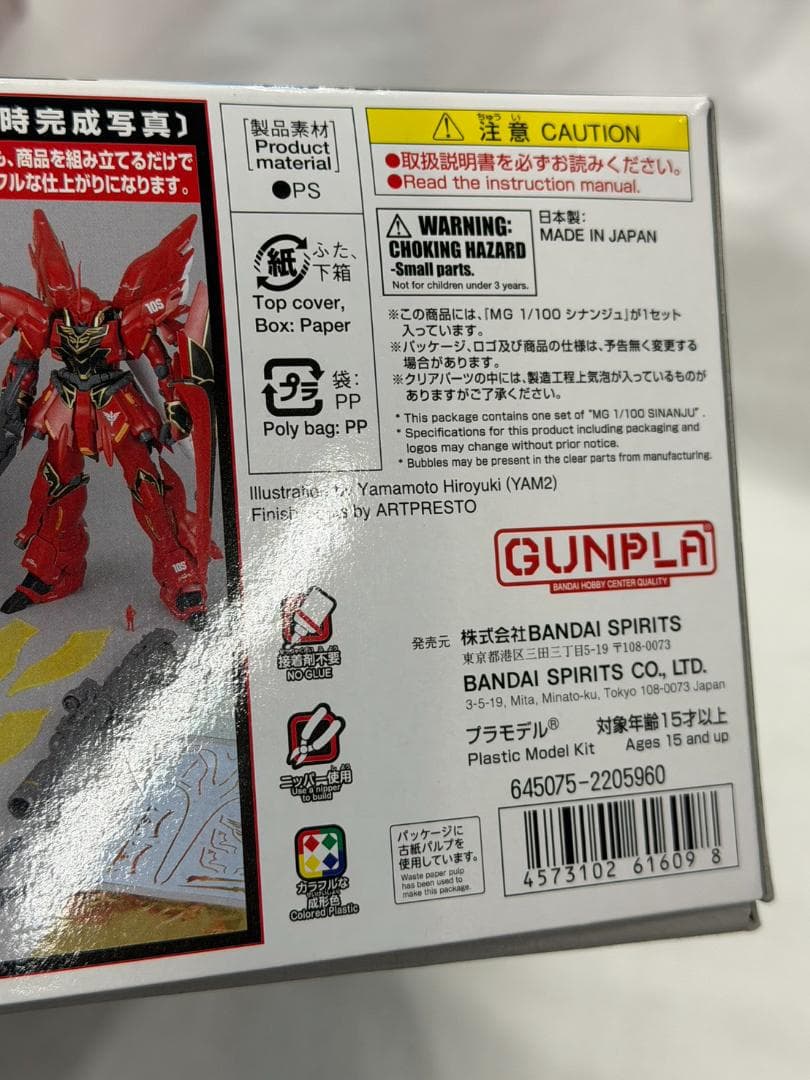 時完成写真〕
も、商品を組み立てるだけで
フルな仕上がりになります。
10S
10S
[製品素材]
Product
material
●PS
紙
ふた、
下箱
Top cover,
Box: Paper
プラ
袋:
PP
Poly bag: PP
注意 CAUTION
ちゅう い
●取扱説明書を必ずお読みください。
●Read the instruction manual.
WARNING:
CHOKING HAZARD
-Small parts.
Not for children under 3 years.
日本製:
MADE IN JAPAN
※この商品には、「MG 1/100 シナンジュ」が1セット
入っています。
※パッケージ、ロゴ及び商品の仕様は、予告無く変更する
場合があります。
※クリアパーツの中には、製造工程上気泡が入っているものが
ありますがご了承ください。
* This package contains one set of "MG 1/100 SINANJU".
* Specifications for this product including packaging and
logos may change without prior notice.
* Bubbles may be present in the clear parts from manufacturing.
Illustration by Yamamoto Hiroyuki (YAM2)
by ARTPRESTO
GUNPLA®
BANDAI HOBBY CENTER QUALITY
接着剤不要
NO GLUE
ニッパー使用
Use a nipper
to build
カラフルな
成形色
Colored Plastic
発売元 株式会社BANDAI SPIRITS
東京都港区三田三丁目5-19 〒108-0073
BANDAI SPIRITS CO., LTD.
3-5-19, Mita, Minato-ku, Tokyo 108-0073 Japan
プラモデル® 対象年齢15才以上
Plastic Model Kit Ages 15 and up
645075-2205960
パッケージに
古紙パルプを
使用しています。
Waste paper pulp
has been used to
make this package.
4573102 61609 8